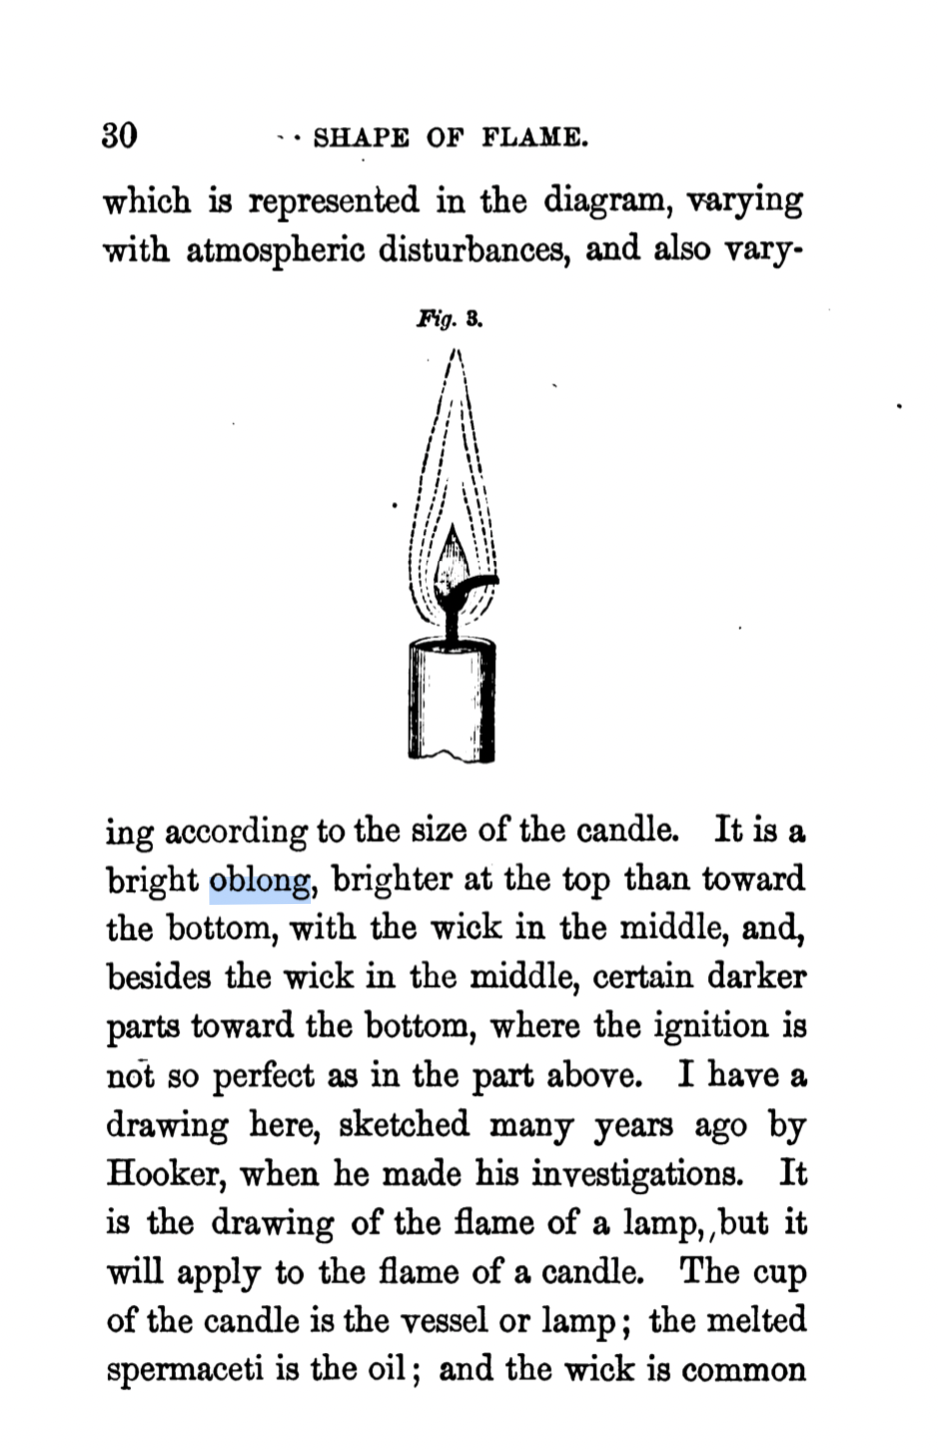 30
SHAPE OF FLAME.
which is represented in the diagram, varying
with atmospheric disturbances, and also vary-
Fig. 3.
ing according to the size of the candle. It is a
bright oblong, brighter at the top than toward
the bottom, with the wick in the middle, and,
besides the wick in the middle, certain darker
parts toward the bottom, where the ignition is
not so perfect as in the part above. I have a
drawing here, sketched many years ago by
Hooker, when he made his investigations. It
is the drawing of the flame of a lamp, but it
will apply to the flame of a candle. The cup
of the candle is the vessel or lamp; the melted
spermaceti is the oil; and the wick is common